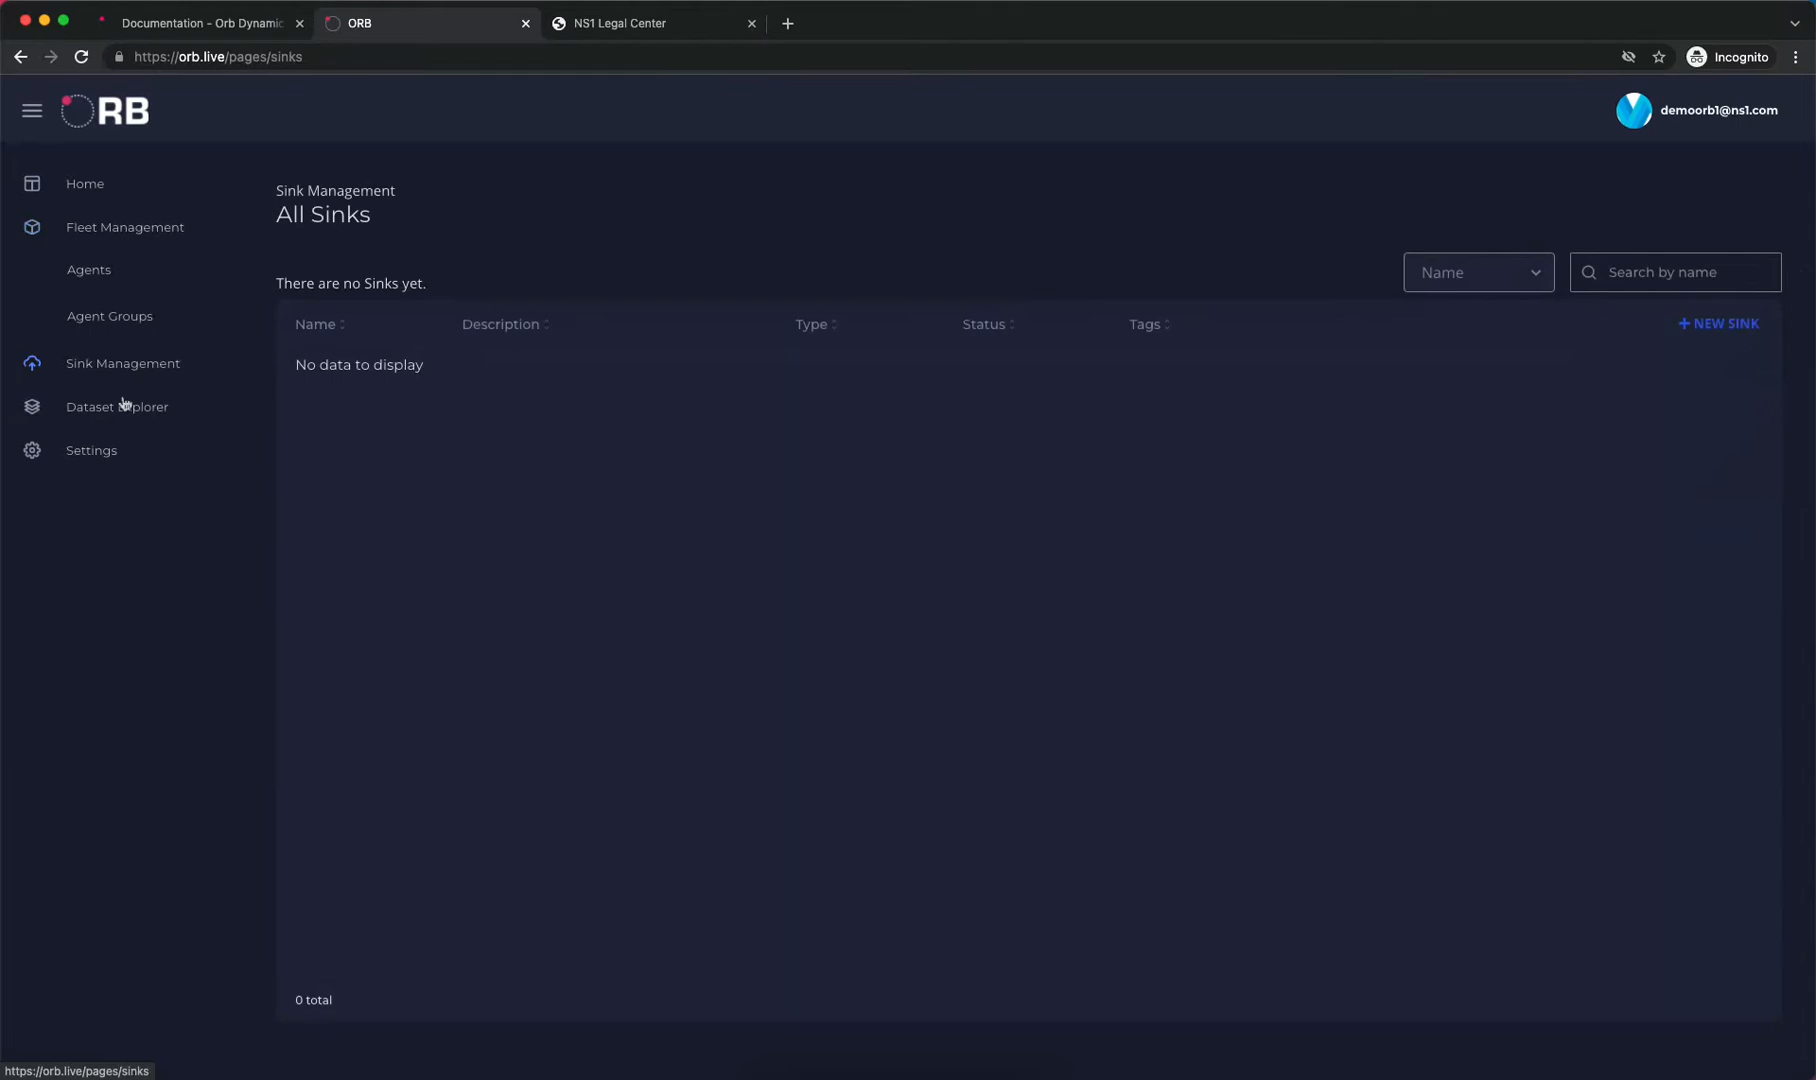 Documentation – Orb Dynamic
ORB
NS1 Legal Center
https://orb.live/pages/sinks
Incognito
ORB
demoorb1@ns1.com
Home
Fleet Management
Agents
Agent Groups
Sink Management
Dataset Explorer
Settings
Sink Management
All Sinks
There are no Sinks yet.
Name
Search by name
Name Description Type Status Tags + NEW SINK
No data to display
0 total
https://orb.live/pages/sinks